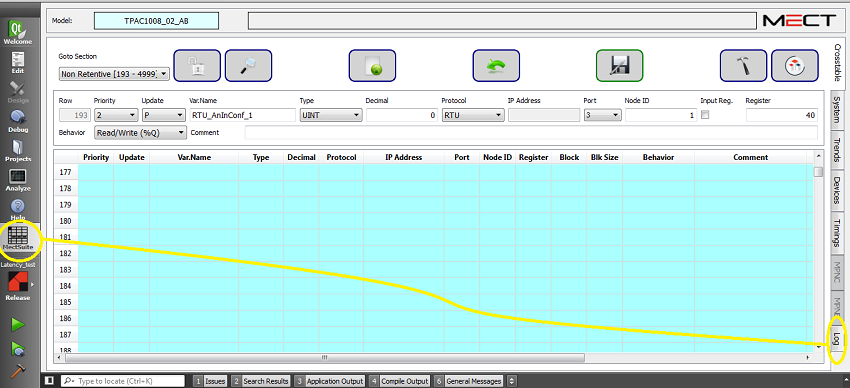 Model:
TPAC1008_02_AB
MECT
Qt
Welcome
Edit
Design
Debug
Projects
Analyze
Help
MectSuite
Latency_test
Release
Goto Section
Non Retentive [193 - 4999]
Row
Priority
Update
Var.Name
Type
Decimal
Protocol
IP Address
Port
Node ID
Input Reg.
Register
193
2
P
RTU_AnInConf_1
UINT
0
RTU
3
1
40
Behavior
Read/Write (%Q)
Comment
Priority Update Var.Name Type Decimal Protocol IP Address Port Node ID Register Block Blk Size Behavior Comment
177
178
179
180
181
182
183
184
185
186
187
188
Crosstable
System
Trends
Devices
Timings
MPNC
Log
Type to locate (Ctrl+K)
1 Issues
2 Search Results
3 Application Output
4 Compile Output
6 General Messages